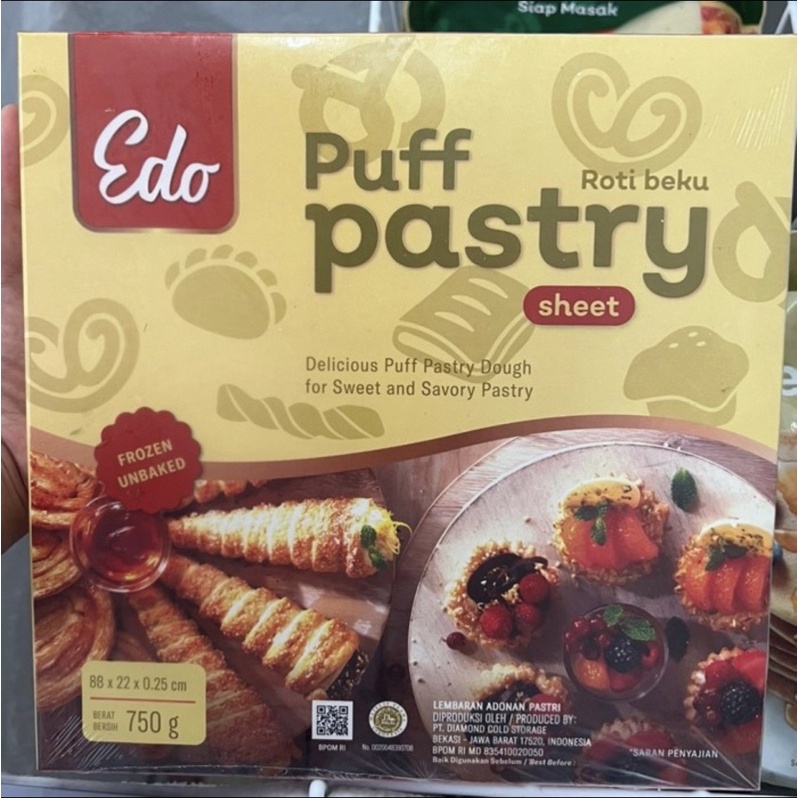 Siap Masak
Edo
Puff
Roti beku
pastry
sheet
Delicious Puff Pastry Dough
for Sweet and Savory Pastry
FROZEN
UNBAKED
88 x 22 x 0.25 cm
BERAT
BERSIH
750 g
BPOM RI
LEMBARAN ADONAN PASTRI
DIPRODUKSI OLEH / PRODUCED BY:
PT. DIAMOND COLD STORAGE
BEKASI - JAWA BARAT 17520, INDONESIA
BPOM RI MD 835410020050
Baik Digunakan Sebelum / Best Before :
*SARAN PENYAJIAN